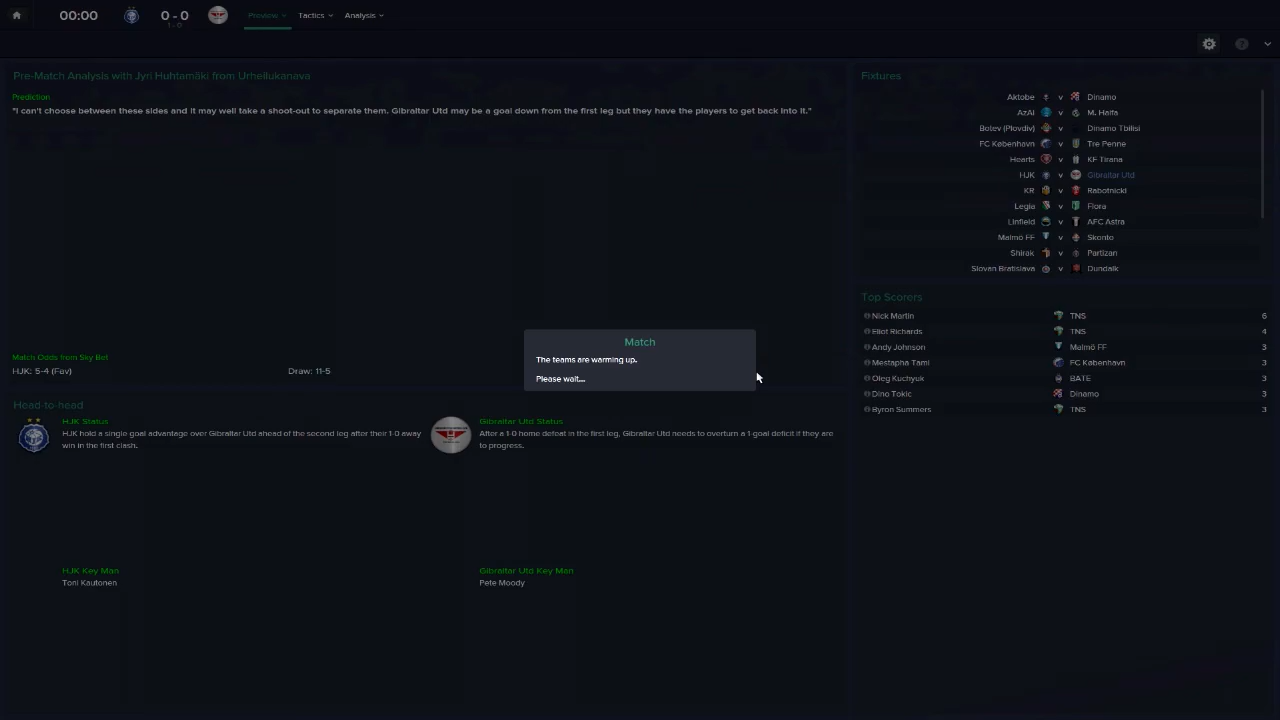 00:00
0 - 0
1 - 0
Preview
Tactics
Analysis
Pre-Match Analysis with Jyri Huhtamäki from Urheilukanava
Prediction
"I can't choose between these sides and it may well take a shoot-out to separate them. Gibraltar Utd may be a goal down from the first leg but they have the players to get back into it."
Match Odds from Sky Bet
HJK: 5-4 (Fav)
Draw: 11-5
Head-to-head
HJK Status
HJK hold a single goal advantage over Gibraltar Utd ahead of the second leg after their 1-0 away
win in the first clash.
Gibraltar Utd Status
After a 1-0 home defeat in the first leg, Gibraltar Utd needs to overturn a 1-goal deficit if they are
to progress.
HJK Key Man
Toni Kautonen
Gibraltar Utd Key Man
Pete Moody
Match
The teams are warming up.
Please wait...
Fixtures
Aktobe v Dinamo
AzAl v M. Haifa
Botev (Plovdiv) v Dinamo Tbilisi
FC København v Tre Penne
Hearts v KF Tirana
HJK v Gibraltar Utd
KR v Rabotnicki
Legia v Flora
Linfield v AFC Astra
Malmö FF v Skonto
Shirak v Partizan
Slovan Bratislava v Dundalk
Top Scorers
Nick Martin TNS 6
Eliot Richards TNS 4
Andy Johnson Malmö FF 3
Mestapha Tami FC København 3
Oleg Kuchyuk BATE 3
Dino Tokic Dinamo 3
Byron Summers TNS 3